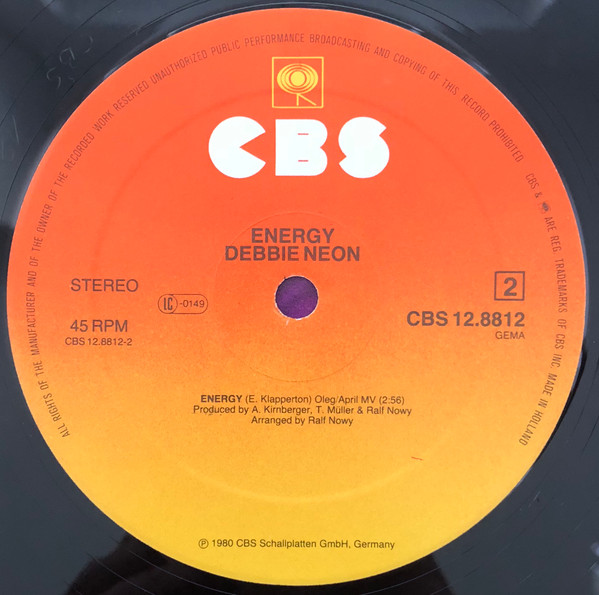 ALL RIGHTS OF THE MANUFACTURER AND OF THE OWNER OF THE RECORDED WORK RESERVED UNAUTHORIZED PUBLIC PERFORMANCE BROADCASTING AND COPYING OF THIS RECORD PROHIBITED CBS & ARE REG. TRADEMARKS OF CBS INC. MADE IN HOLLAND
CBS
ENERGY
DEBBIE NEON
STEREO
LC -0149
2
45 RPM
CBS 12.8812-2
CBS 12.8812
GEMA
ENERGY (E. Klapperton) Oleg/April MV (2:56)
Produced by A. Kirnberger, T. Müller & Ralf Nowy
Arranged by Ralf Nowy
℗ 1980 CBS Schallplatten GmbH, Germany